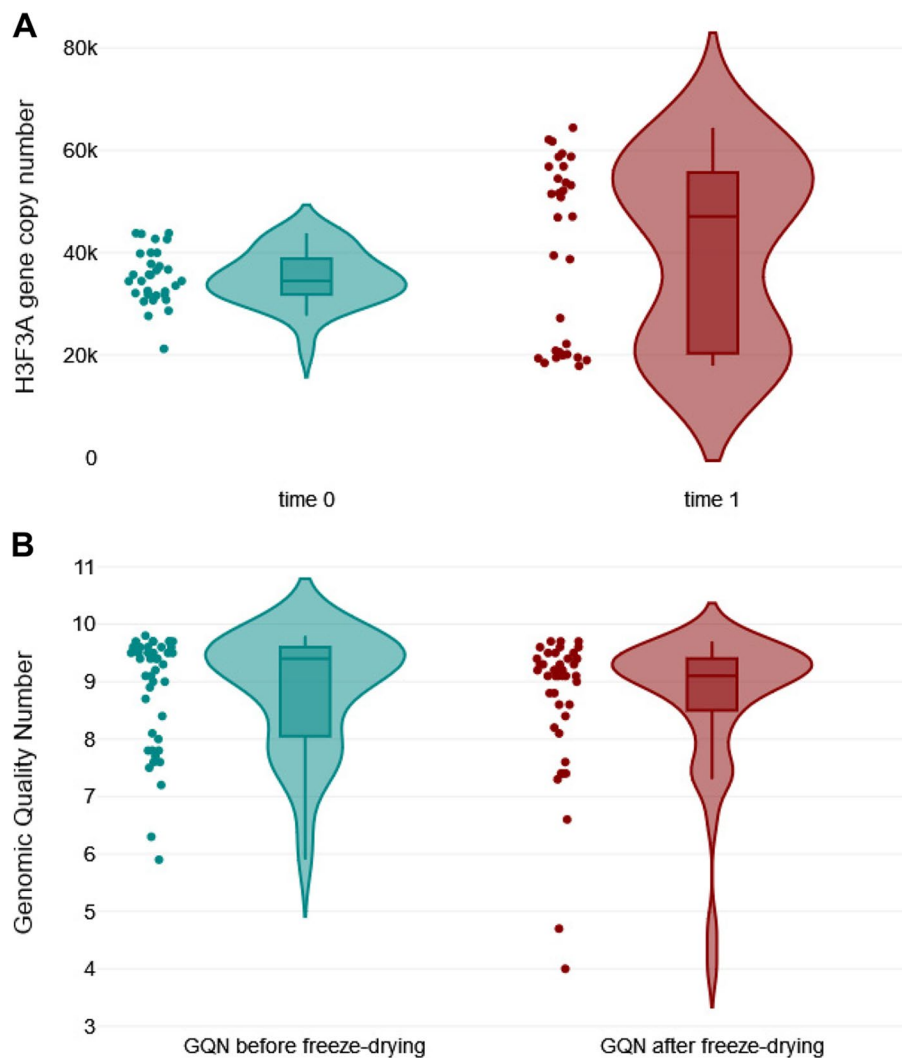 A
80k
60k
40k
20k
0
H3F3A gene copy number
time 0
time 1
B
11
10
9
8
7
6
5
4
3
Genomic Quality Number
GQN before freeze-drying
GQN after freeze-drying